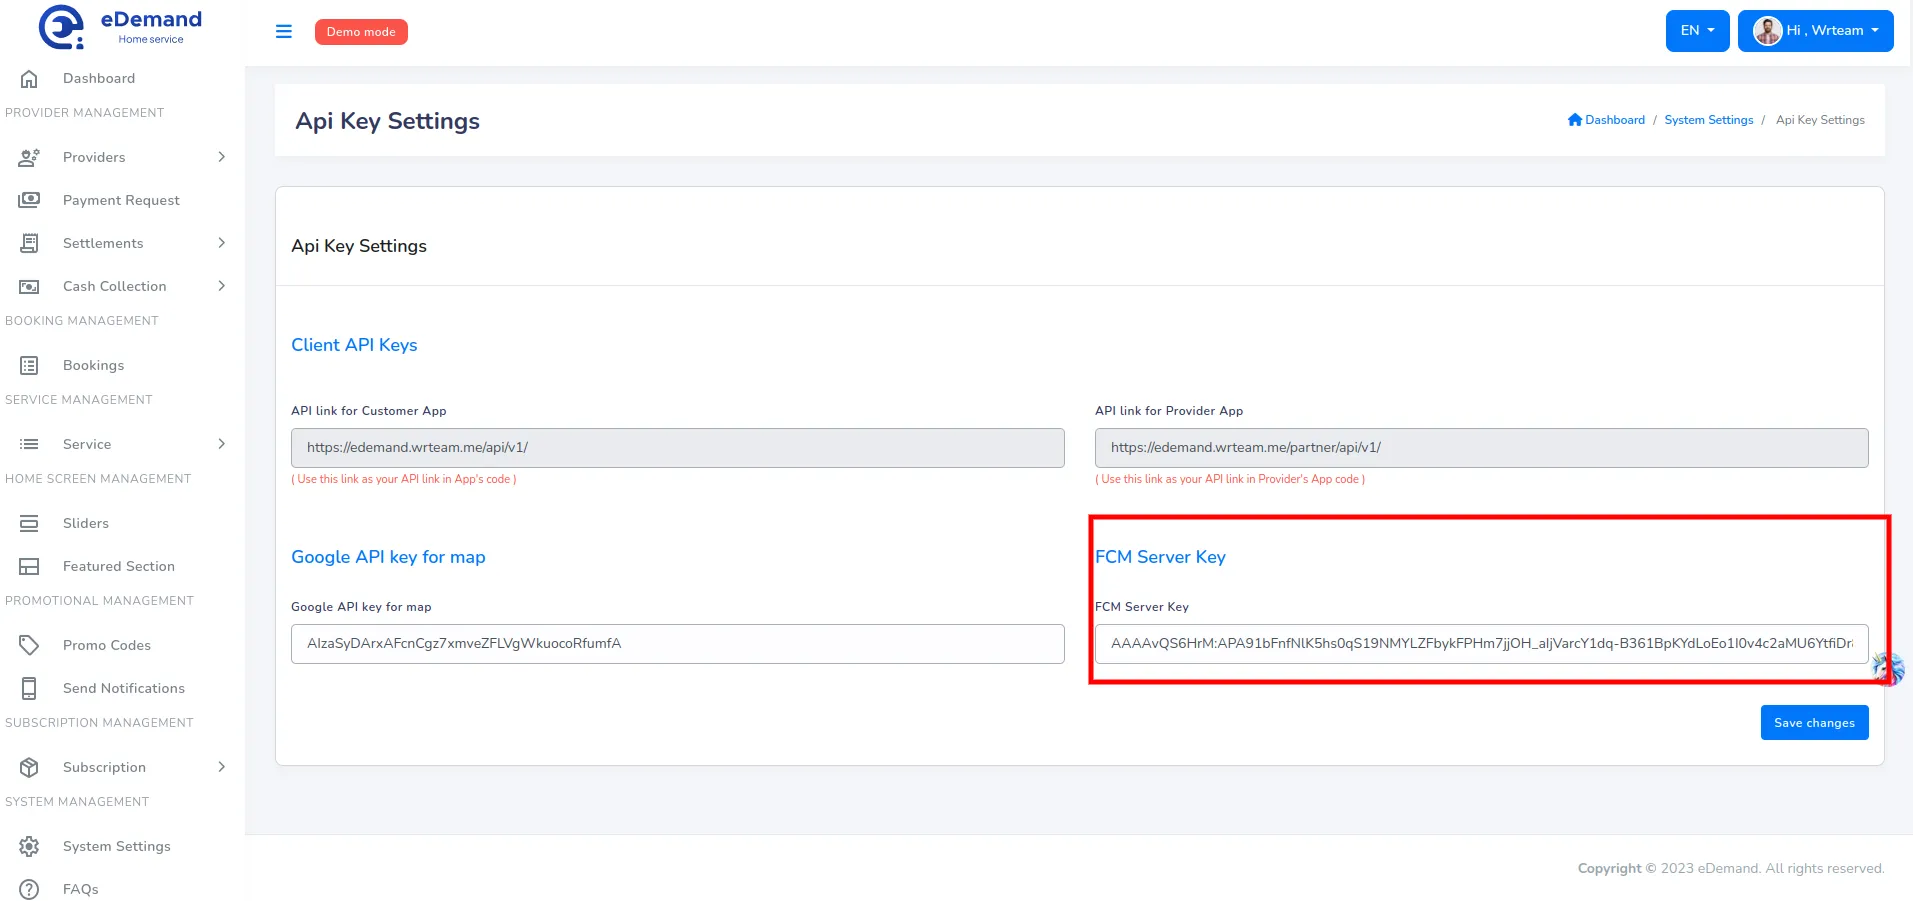 eDemand
Home service
Demo mode
EN
Hi , Wrteam
Dashboard
PROVIDER MANAGEMENT
Providers
Payment Request
Settlements
Cash Collection
BOOKING MANAGEMENT
Bookings
SERVICE MANAGEMENT
Service
HOME SCREEN MANAGEMENT
Sliders
Featured Section
PROMOTIONAL MANAGEMENT
Promo Codes
Send Notifications
SUBSCRIPTION MANAGEMENT
Subscription
SYSTEM MANAGEMENT
System Settings
FAQs
Api Key Settings
Dashboard / System Settings / Api Key Settings
Api Key Settings
Client API Keys
API link for Customer App
https://edemand.wrteam.me/api/v1/
( Use this link as your API link in App's code )
API link for Provider App
https://edemand.wrteam.me/partner/api/v1/
( Use this link as your API link in Provider's App code )
Google API key for map
Google API key for map
AIzaSyDArxAFcnCgz7xmveZFLVgWkuocoRfumfA
FCM Server Key
FCM Server Key
AAAAvQS6HrM:APA91bFnfNlK5hs0qS19NMYLZFbykFPHm7jjOH_aljVarcY1dq-B361BpKYdLoEo1I0v4c2aMU6YtfiDr
Save changes
Copyright © 2023 eDemand. All rights reserved.